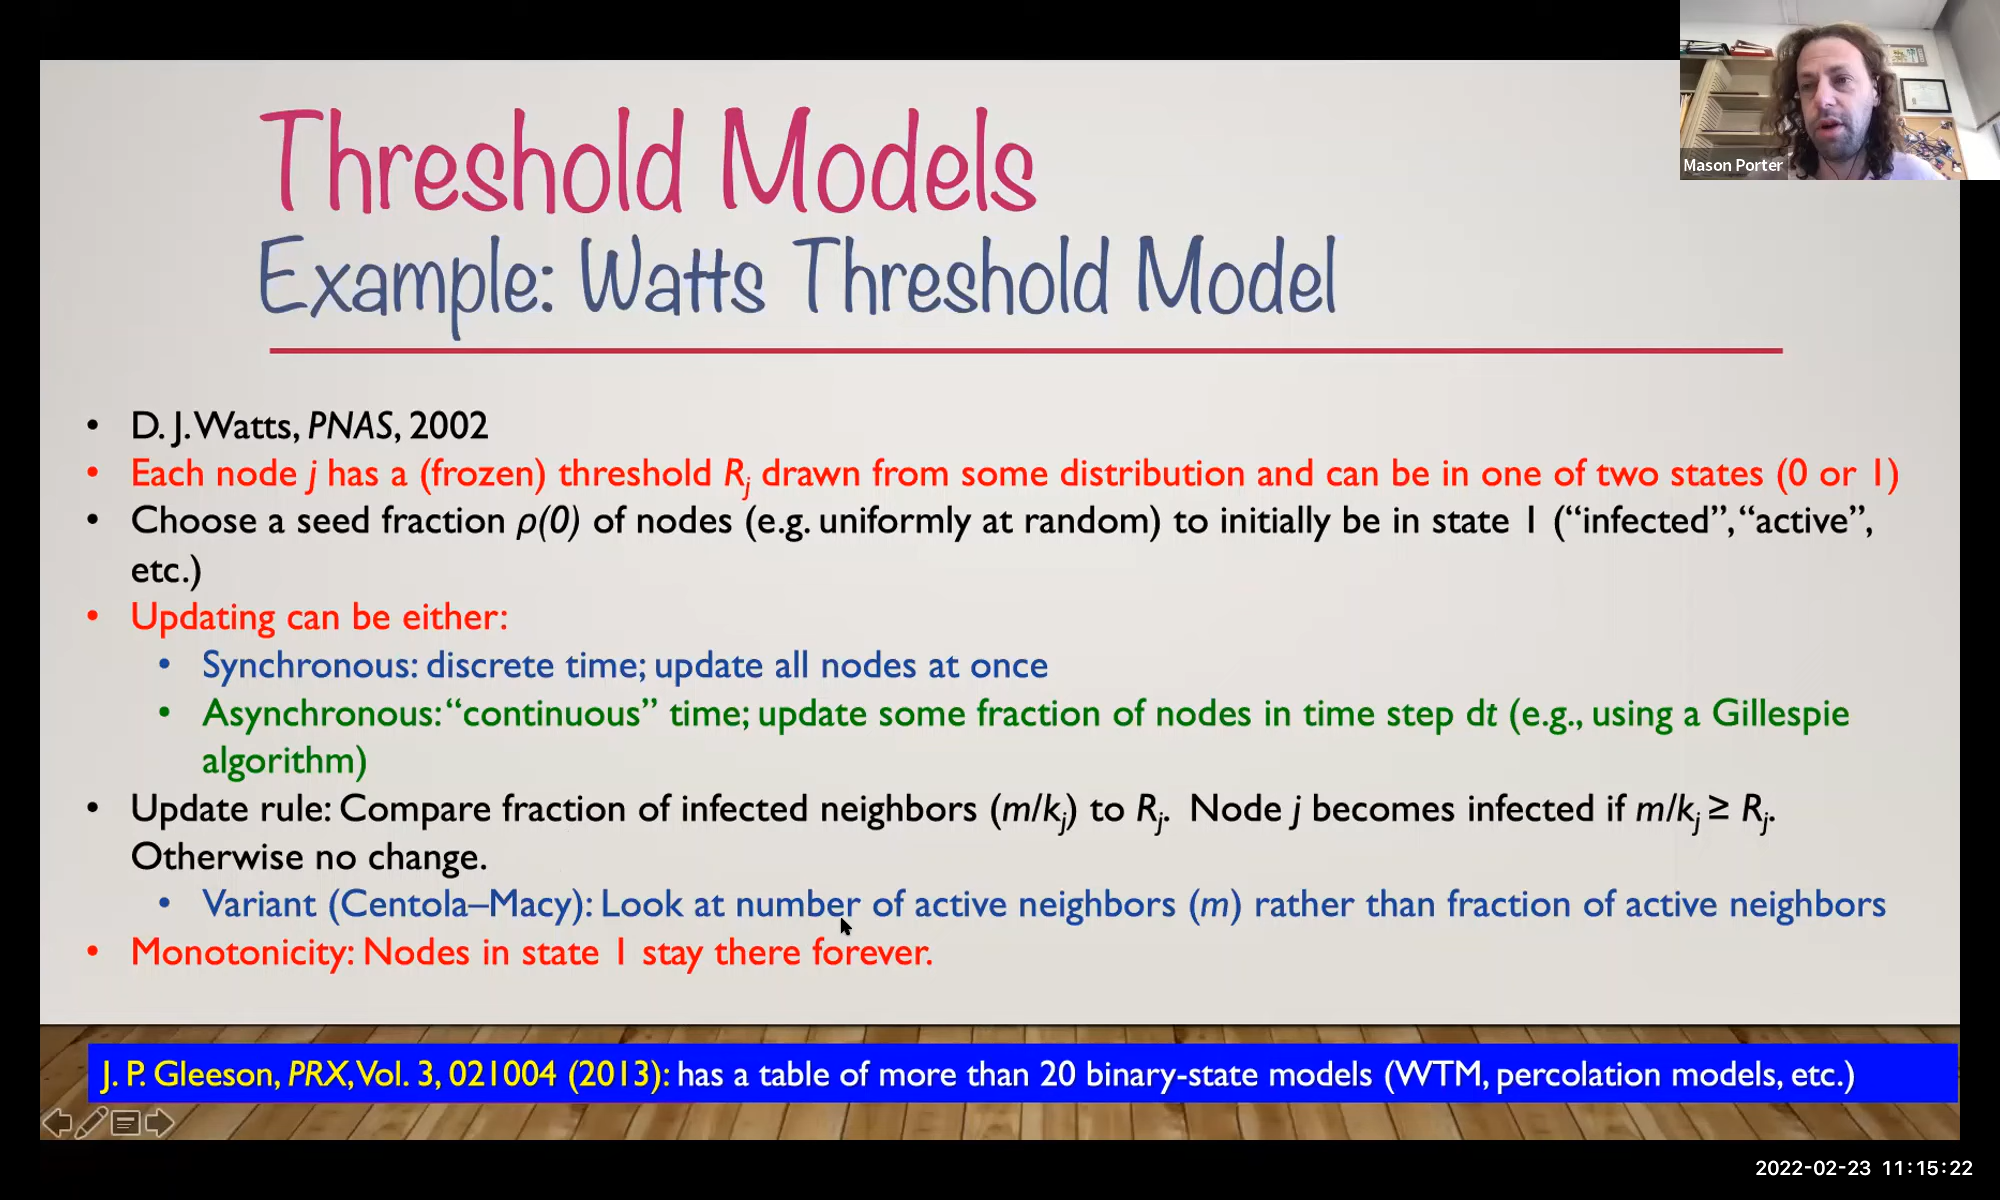 Mason Porter
Threshold Models
Example: Watts Threshold Model
• D. J. Watts, PNAS, 2002
• Each node j has a (frozen) threshold Rj drawn from some distribution and can be in one of two states (0 or 1)
• Choose a seed fraction ρ(0) of nodes (e.g. uniformly at random) to initially be in state 1 (“infected”, “active”,
etc.)
• Updating can be either:
• Synchronous: discrete time; update all nodes at once
• Asynchronous: “continuous” time; update some fraction of nodes in time step dt (e.g., using a Gillespie
algorithm)
• Update rule: Compare fraction of infected neighbors (m/kj) to Rj. Node j becomes infected if m/kj ≥ Rj.
Otherwise no change.
• Variant (Centola–Macy): Look at number of active neighbors (m) rather than fraction of active neighbors
• Monotonicity: Nodes in state 1 stay there forever.
J. P. Gleeson, PRX, Vol. 3, 021004 (2013): has a table of more than 20 binary-state models (WTM, percolation models, etc.)
2022-02-23 11:15:22